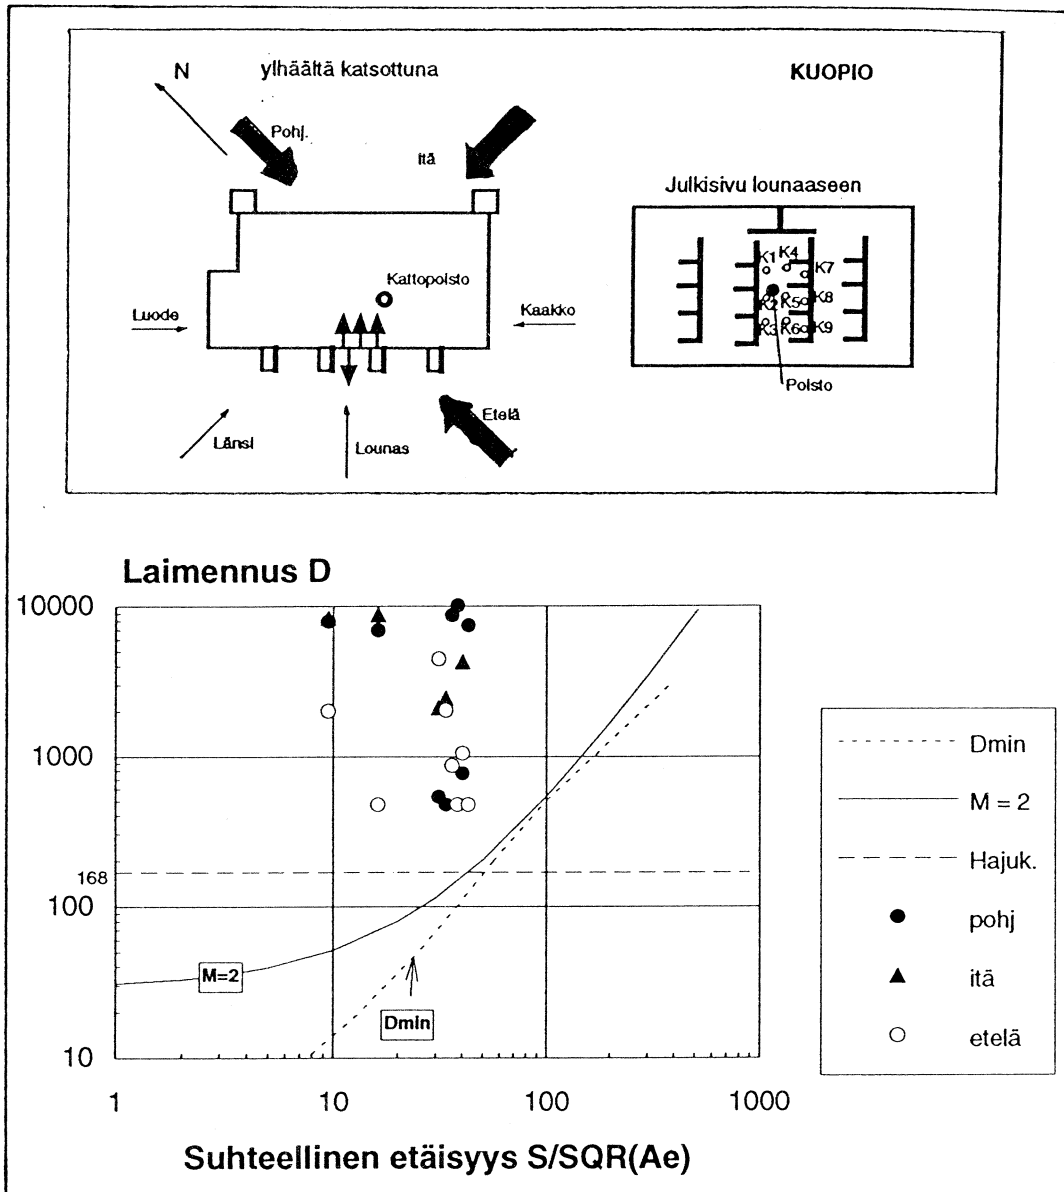 N ylhäältä katsottuna KUOPIO
Pohj.
Itä
Julkisivu lounaaseen
Kattopoisto
K1 K4 K7
K2 K5 K8
K3 K6 K9
Luode
Kaakko
Poisto
Etelä
Länsi
Lounas
Laimennus D
10000
1000
168
100
10
M=2
Dmin
1 10 100 1000
Suhteellinen etäisyys S/SQR(Ae)
Dmin
M = 2
Hajuk.
pohj
itä
etelä